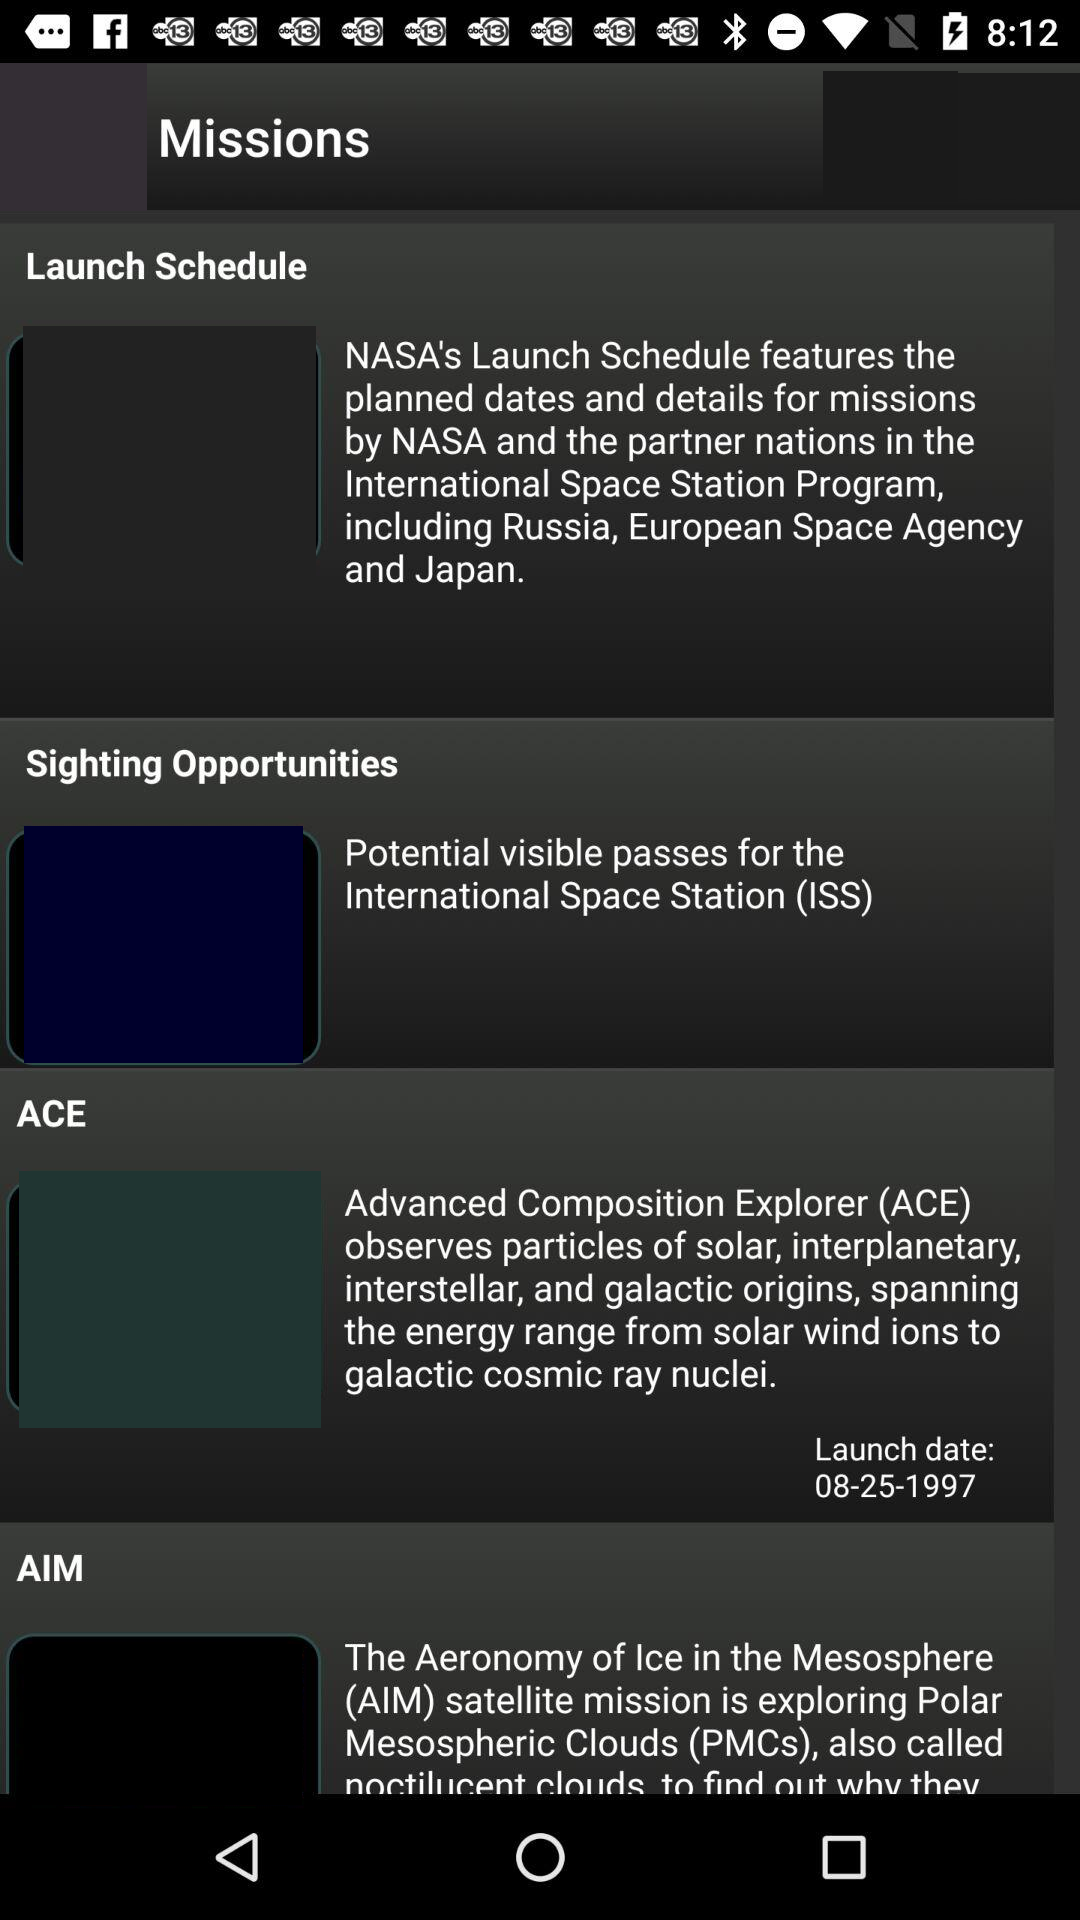 8:12
Missions
Launch Schedule
NASA's Launch Schedule features the
planned dates and details for missions
by NASA and the partner nations in the
International Space Station Program,
including Russia, European Space Agency
and Japan.
Sighting Opportunities
Potential visible passes for the
International Space Station (ISS)
ACE
Advanced Composition Explorer (ACE)
observes particles of solar, interplanetary,
interstellar, and galactic origins, spanning
the energy range from solar wind ions to
galactic cosmic ray nuclei.
Launch date:
08-25-1997
AIM
The Aeronomy of Ice in the Mesosphere
(AIM) satellite mission is exploring Polar
Mesospheric Clouds (PMCs), also called
noctilucent clouds, to find out why they